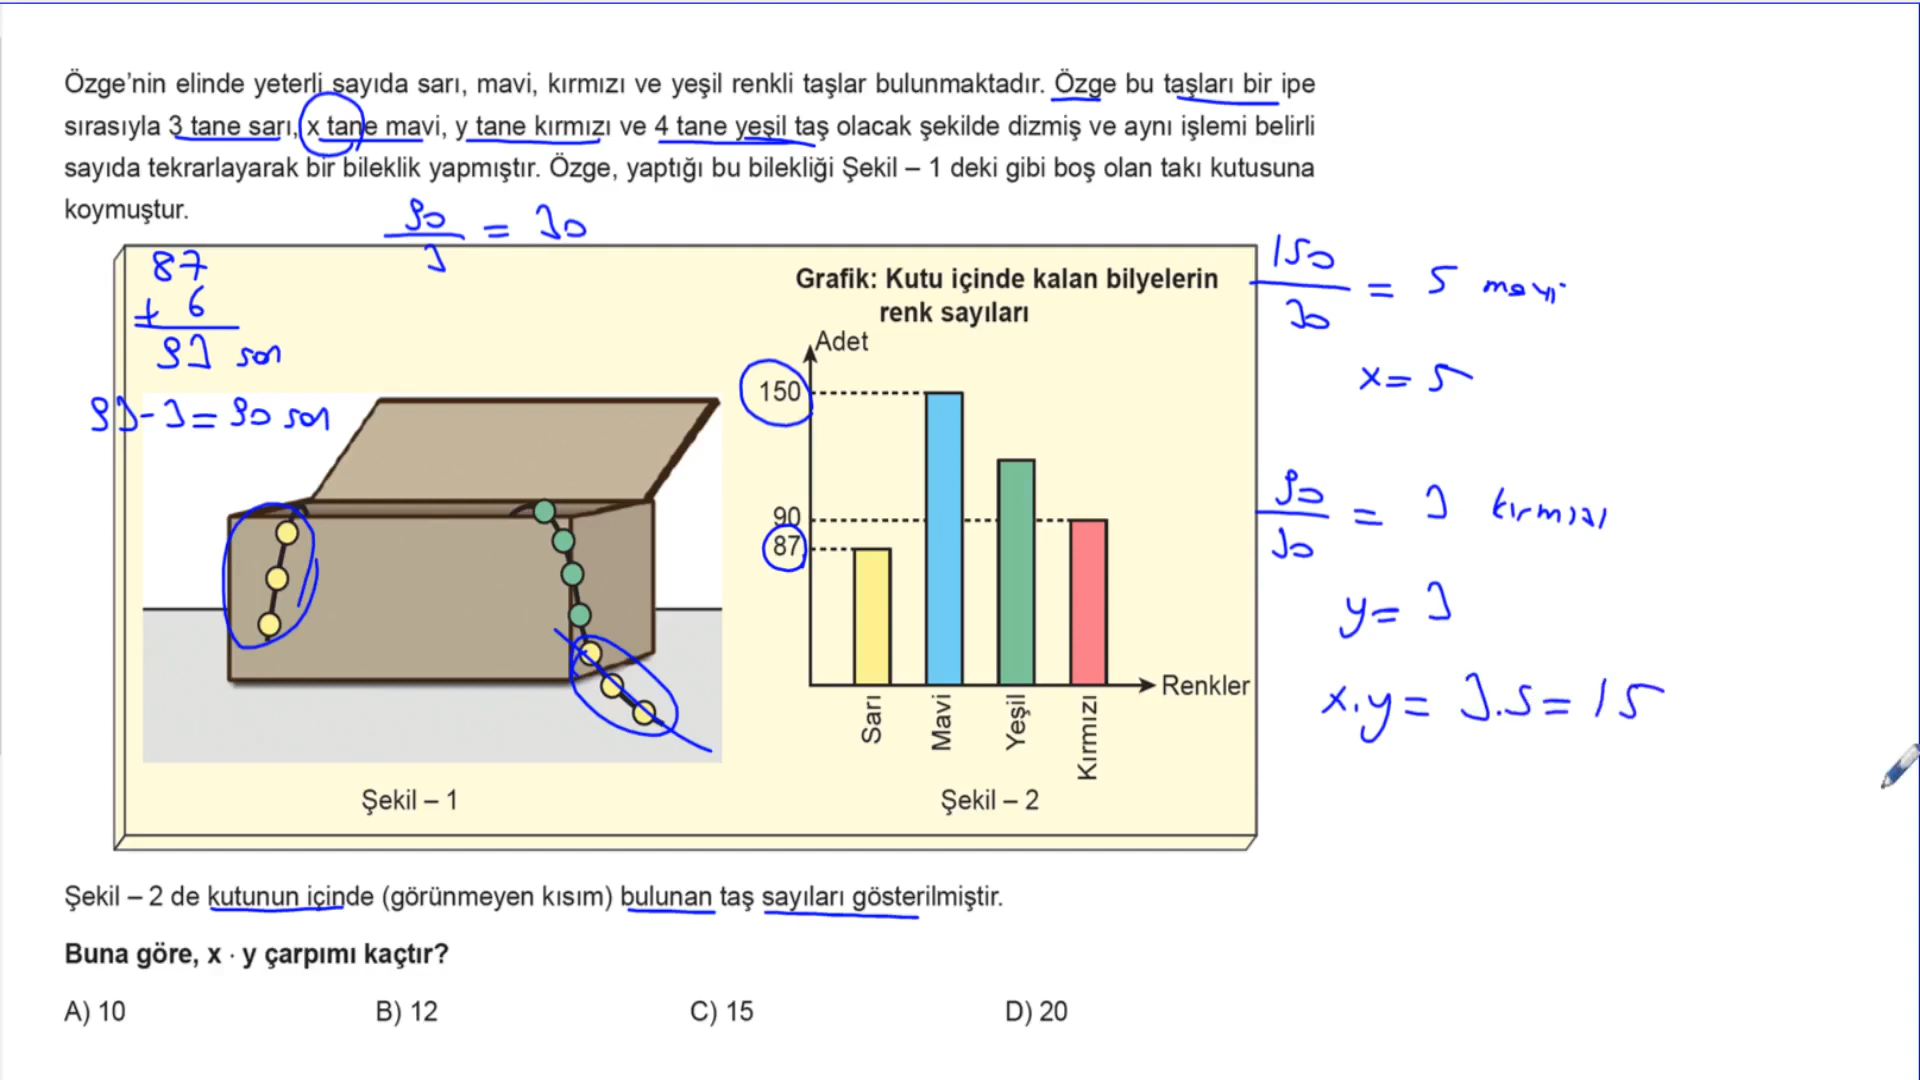 Özge'nin elinde yeterli sayıda sarı, mavi, kırmızı ve yeşil renkli taşlar bulunmaktadır. Özge bu taşları bir ipe
sırasıyla 3 tane sarı, x tane mavi, y tane kırmızı ve 4 tane yeşil taş olacak şekilde dizmiş ve aynı işlemi belirli
sayıda tekrarlayarak bir bileklik yapmıştır. Özge, yaptığı bu bilekliği Şekil – 1 deki gibi boş olan takı kutusuna
koymuştur.
90/3 = 30
87
+ 6
93 sarı
93-3=90 sarı
Grafik: Kutu içinde kalan bilyelerin
renk sayıları
Adet
150
90
87
Renkler
Sarı
Mavi
Yeşil
Kırmızı
Şekil – 1
Şekil – 2
150/30 = 5 mavi
x=5
90/30 = 3 kırmızı
y=3
x.y=3.5=15
Şekil – 2 de kutunun içinde (görünmeyen kısım) bulunan taş sayıları gösterilmiştir.
Buna göre, x · y çarpımı kaçtır?
A) 10
B) 12
C) 15
D) 20